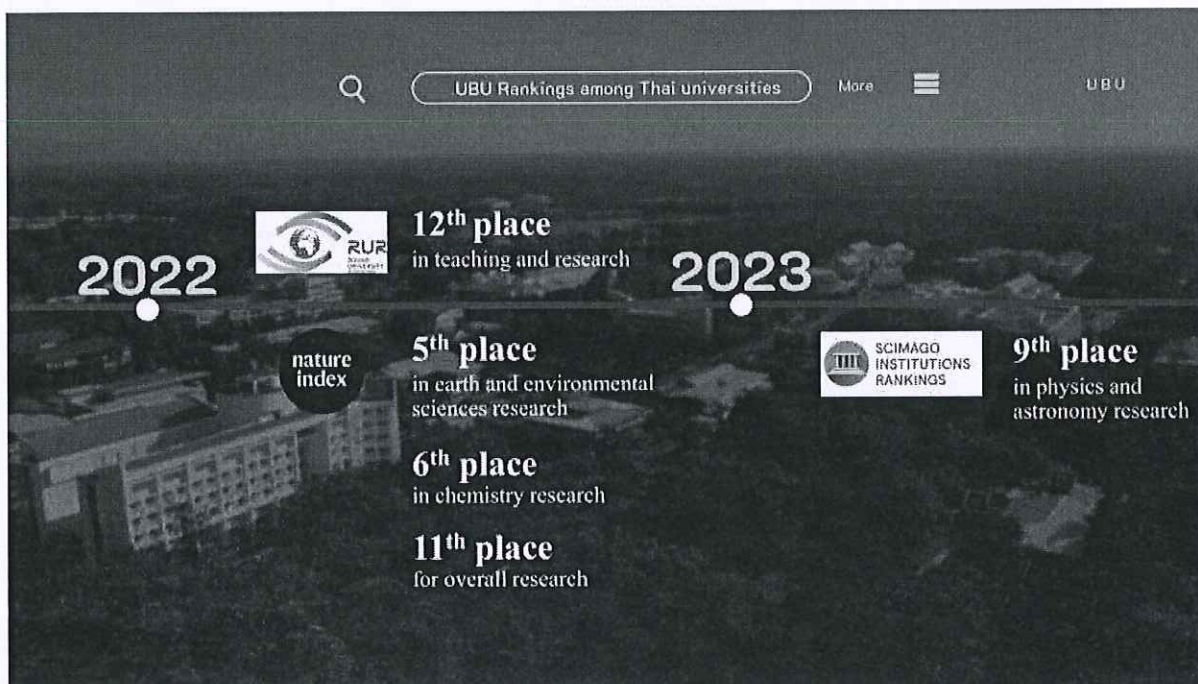 UBU Rankings among Thai universities
More
UBU
2022
RUR
12th place
in teaching and research
nature
index
5th place
in earth and environmental
sciences research
6th place
in chemistry research
11th place
for overall research
2023
SCIMAGO
INSTITUTIONS
RANKINGS
9th place
in physics and
astronomy research